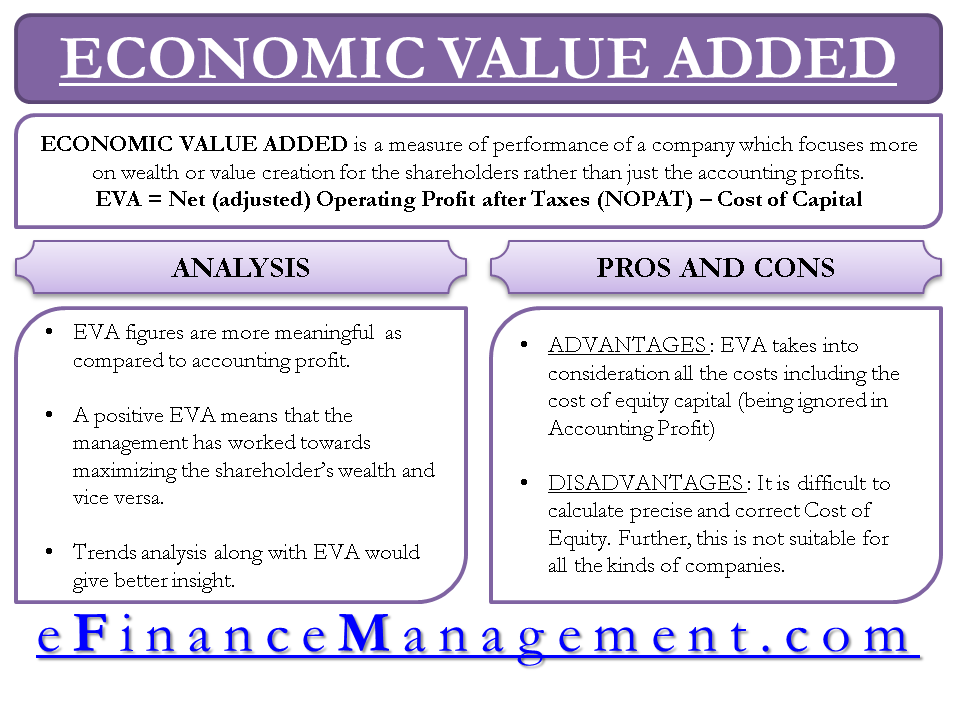 ECONOMIC VALUE ADDED
ECONOMIC VALUE ADDED is a measure of performance of a company which focuses more
on wealth or value creation for the shareholders rather than just the accounting profits.
EVA = Net (adjusted) Operating Profit after Taxes (NOPAT) – Cost of Capital
ANALYSIS
• EVA figures are more meaningful as
compared to accounting profit.
• A positive EVA means that the
management has worked towards
maximizing the shareholder's wealth and
vice versa.
• Trends analysis along with EVA would
give better insight.
PROS AND CONS
• ADVANTAGES : EVA takes into
consideration all the costs including the
cost of equity capital (being ignored in
Accounting Profit)
• DISADVANTAGES : It is difficult to
calculate precise and correct Cost of
Equity. Further, this is not suitable for
all the kinds of companies.
eFinanceManagement.com